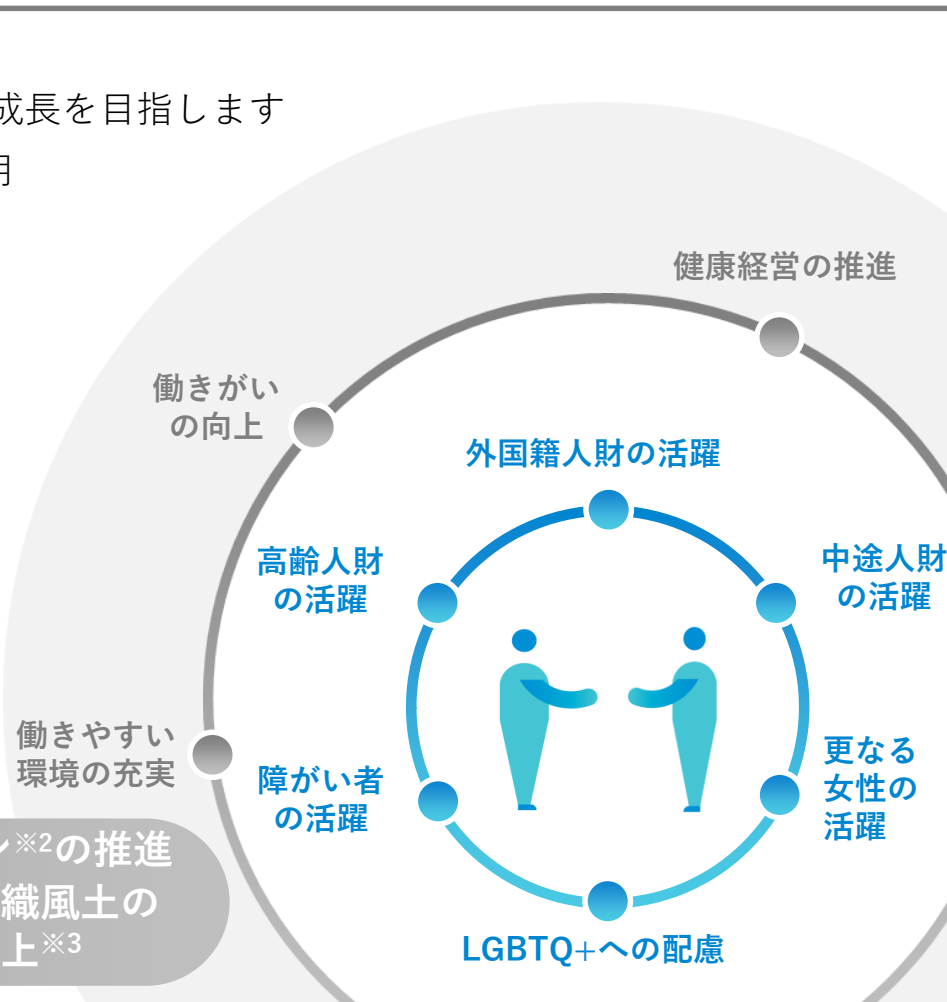 成長を目指します
健康経営の推進
働きがい
の向上
外国籍人財の活躍
高齢人財
の活躍
中途人財
の活躍
働きやすい
環境の充実
障がい者
の活躍
更なる
女性の
活躍
ン※2の推進
織風土の
上※3
LGBTQ+への配慮